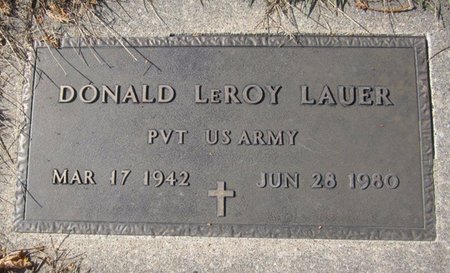 DONALD LeROY LAUER
PVT US ARMY
MAR 17 1942 JUN 28 1980